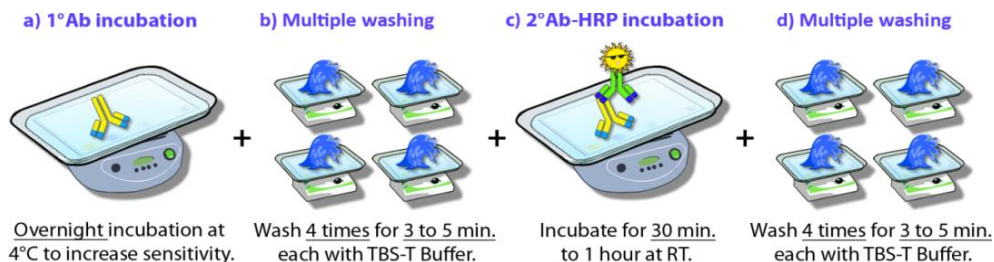 a) 1°Ab incubation
b) Multiple washing
c) 2°Ab-HRP incubation
d) Multiple washing
+
+
+
Overnight incubation at
4°C to increase sensitivity.
Wash 4 times for 3 to 5 min.
each with TBS-T Buffer.
Incubate for 30 min.
to 1 hour at RT.
Wash 4 times for 3 to 5 min.
each with TBS-T Buffer.